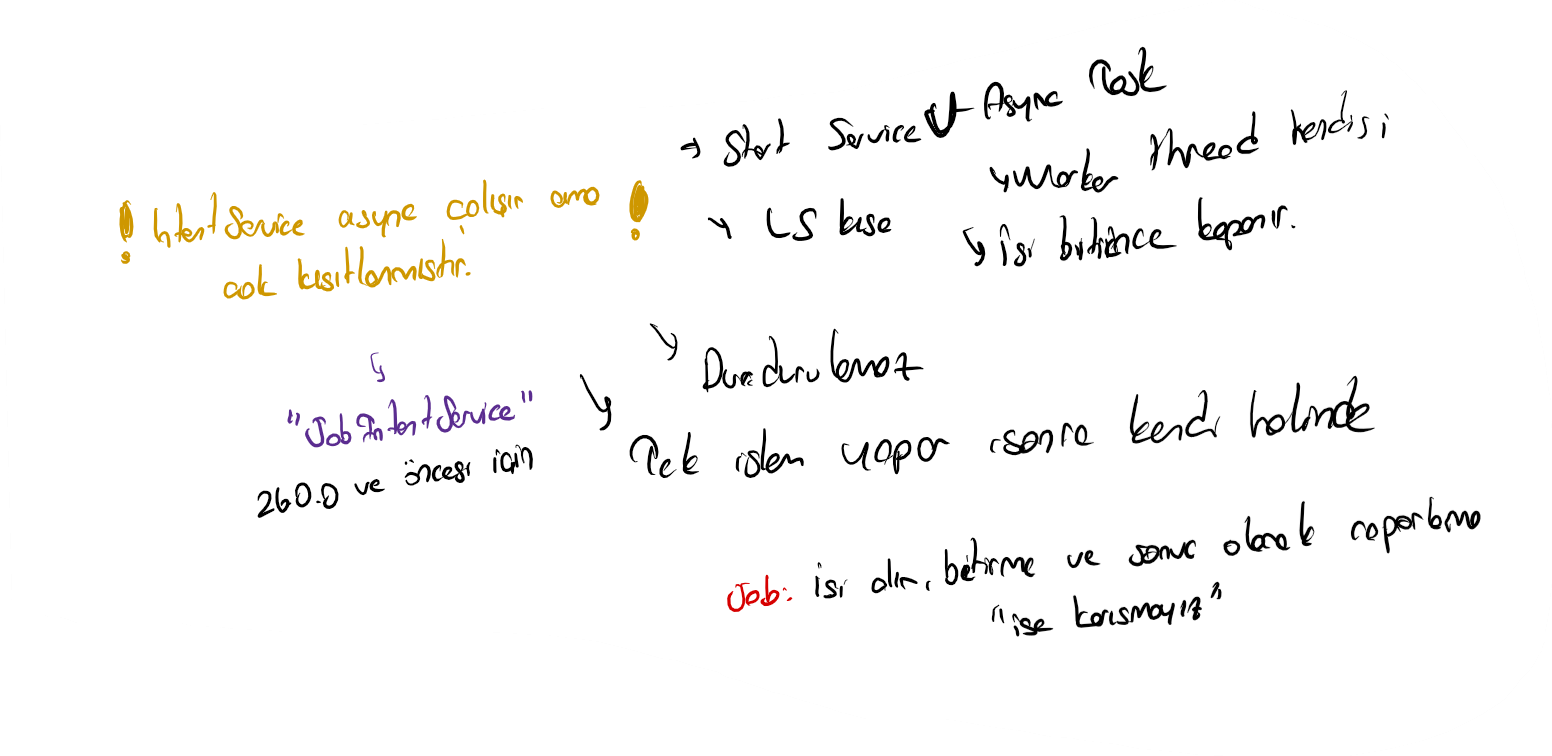 → Start Service ← Async Task
↳ Worker thread kendisi
! IntentService async çalışır ama !
çok kısıtlanmıştır.
↳ LS base
↳ İşi bitince kapanır.
↳
"JobIntentService"
26.0.0 ve öncesi için
↳ Durdurulamaz
↳ Tek işlem yapar sonra kendi halinde
Job: işi alır, bitirme ve sonuc olarak raporlama
"işe karışmayız"